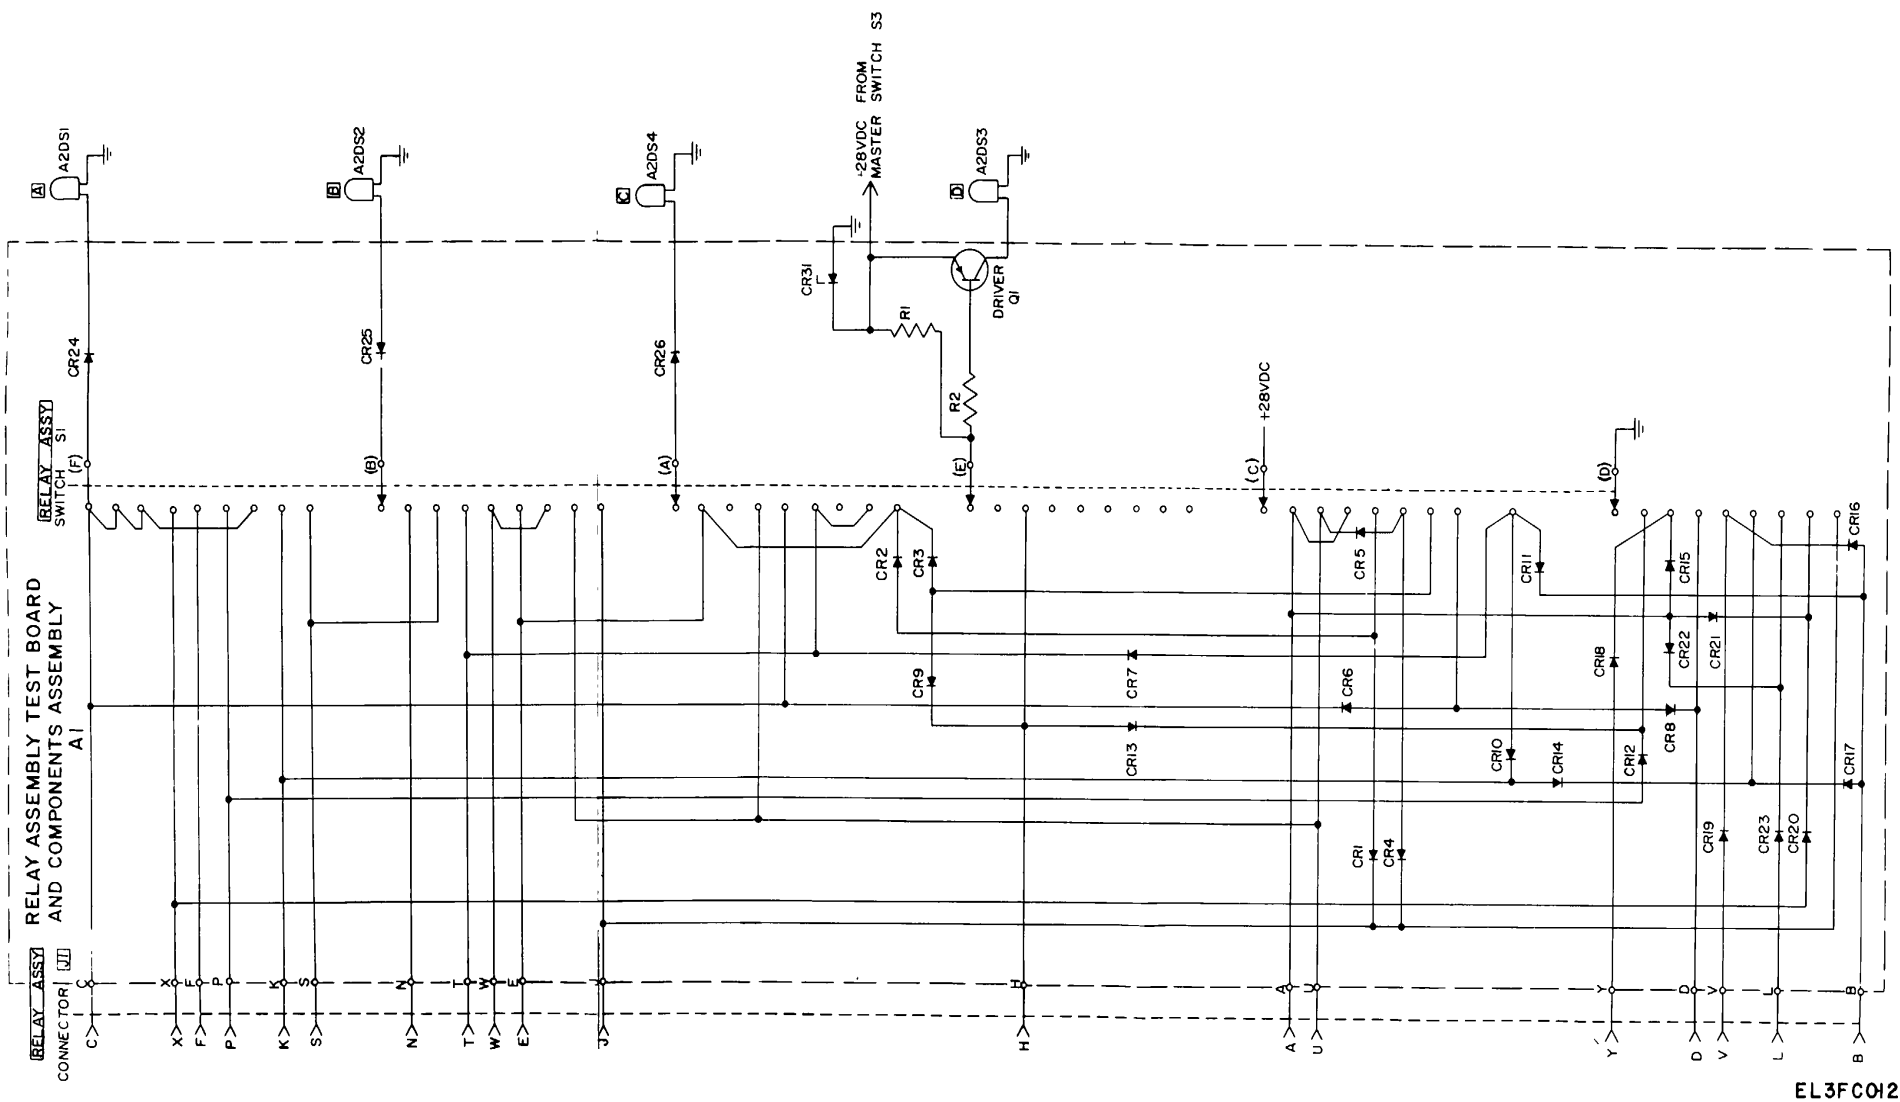 RELAY ASSY
CONNECTOR J1
RELAY ASSEMBLY TEST BOARD
AND COMPONENTS ASSEMBLY
A1
RELAY ASSY
SWITCH S1
(F)
CR24
A
A2DS1
(B)
CR25
B
A2DS2
(A)
CR26
C
A2DS4
CR31
+28VDC FROM
MASTER SWITCH S3
R1
R2
(E)
DRIVER
Q1
D
A2DS3
(C)
+28VDC
(D)
CR2
CR3
CR9
CR7
CR13
CR5
CR6
CR1
CR4
CR11
CR10
CR14
CR18
CR12
CR15
CR22
CR8
CR21
CR19
CR23
CR20
CR16
CR17
C
X
F
P
K
S
N
T
W
E
J
H
A
U
Y
D
V
L
B
C
X
F
P
K
S
N
T
W
E
J
H
A
U
Y
D
V
L
B
EL3FC012